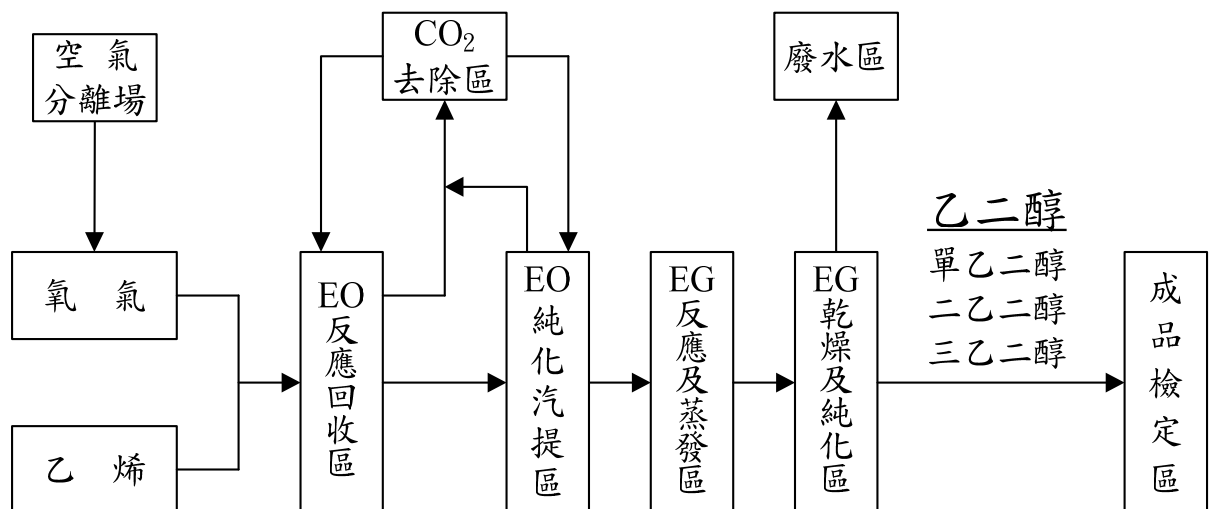 空氣
分離場
CO₂
去除區
廢水區
氧氣
乙烯
EO
反應回收區
EO
純化汽提區
EG
反應及蒸發區
EG
乾燥及純化區
乙二醇
單乙二醇
二乙二醇
三乙二醇
成品檢定區